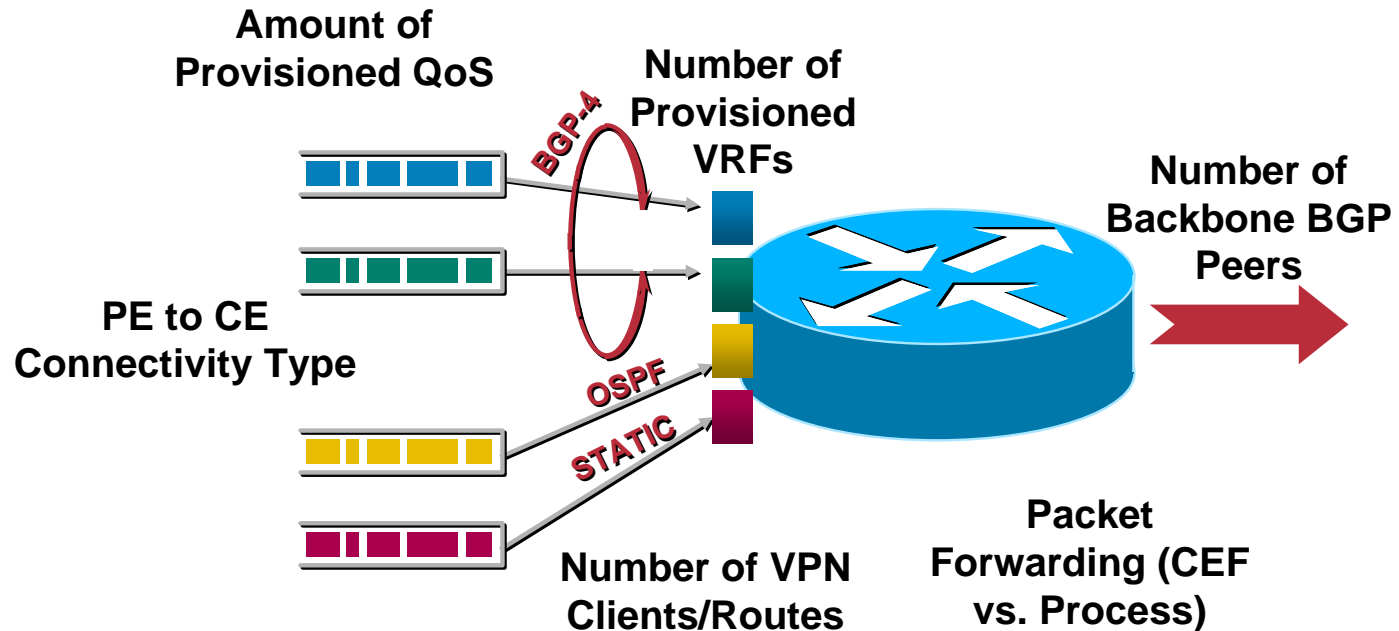 Amount of
Provisioned QoS
Number of
Provisioned
VRFs
BGP-4
Number of
Backbone BGP
Peers
PE to CE
Connectivity Type
OSPF
STATIC
Number of VPN
Clients/Routes
Packet
Forwarding (CEF
vs. Process)